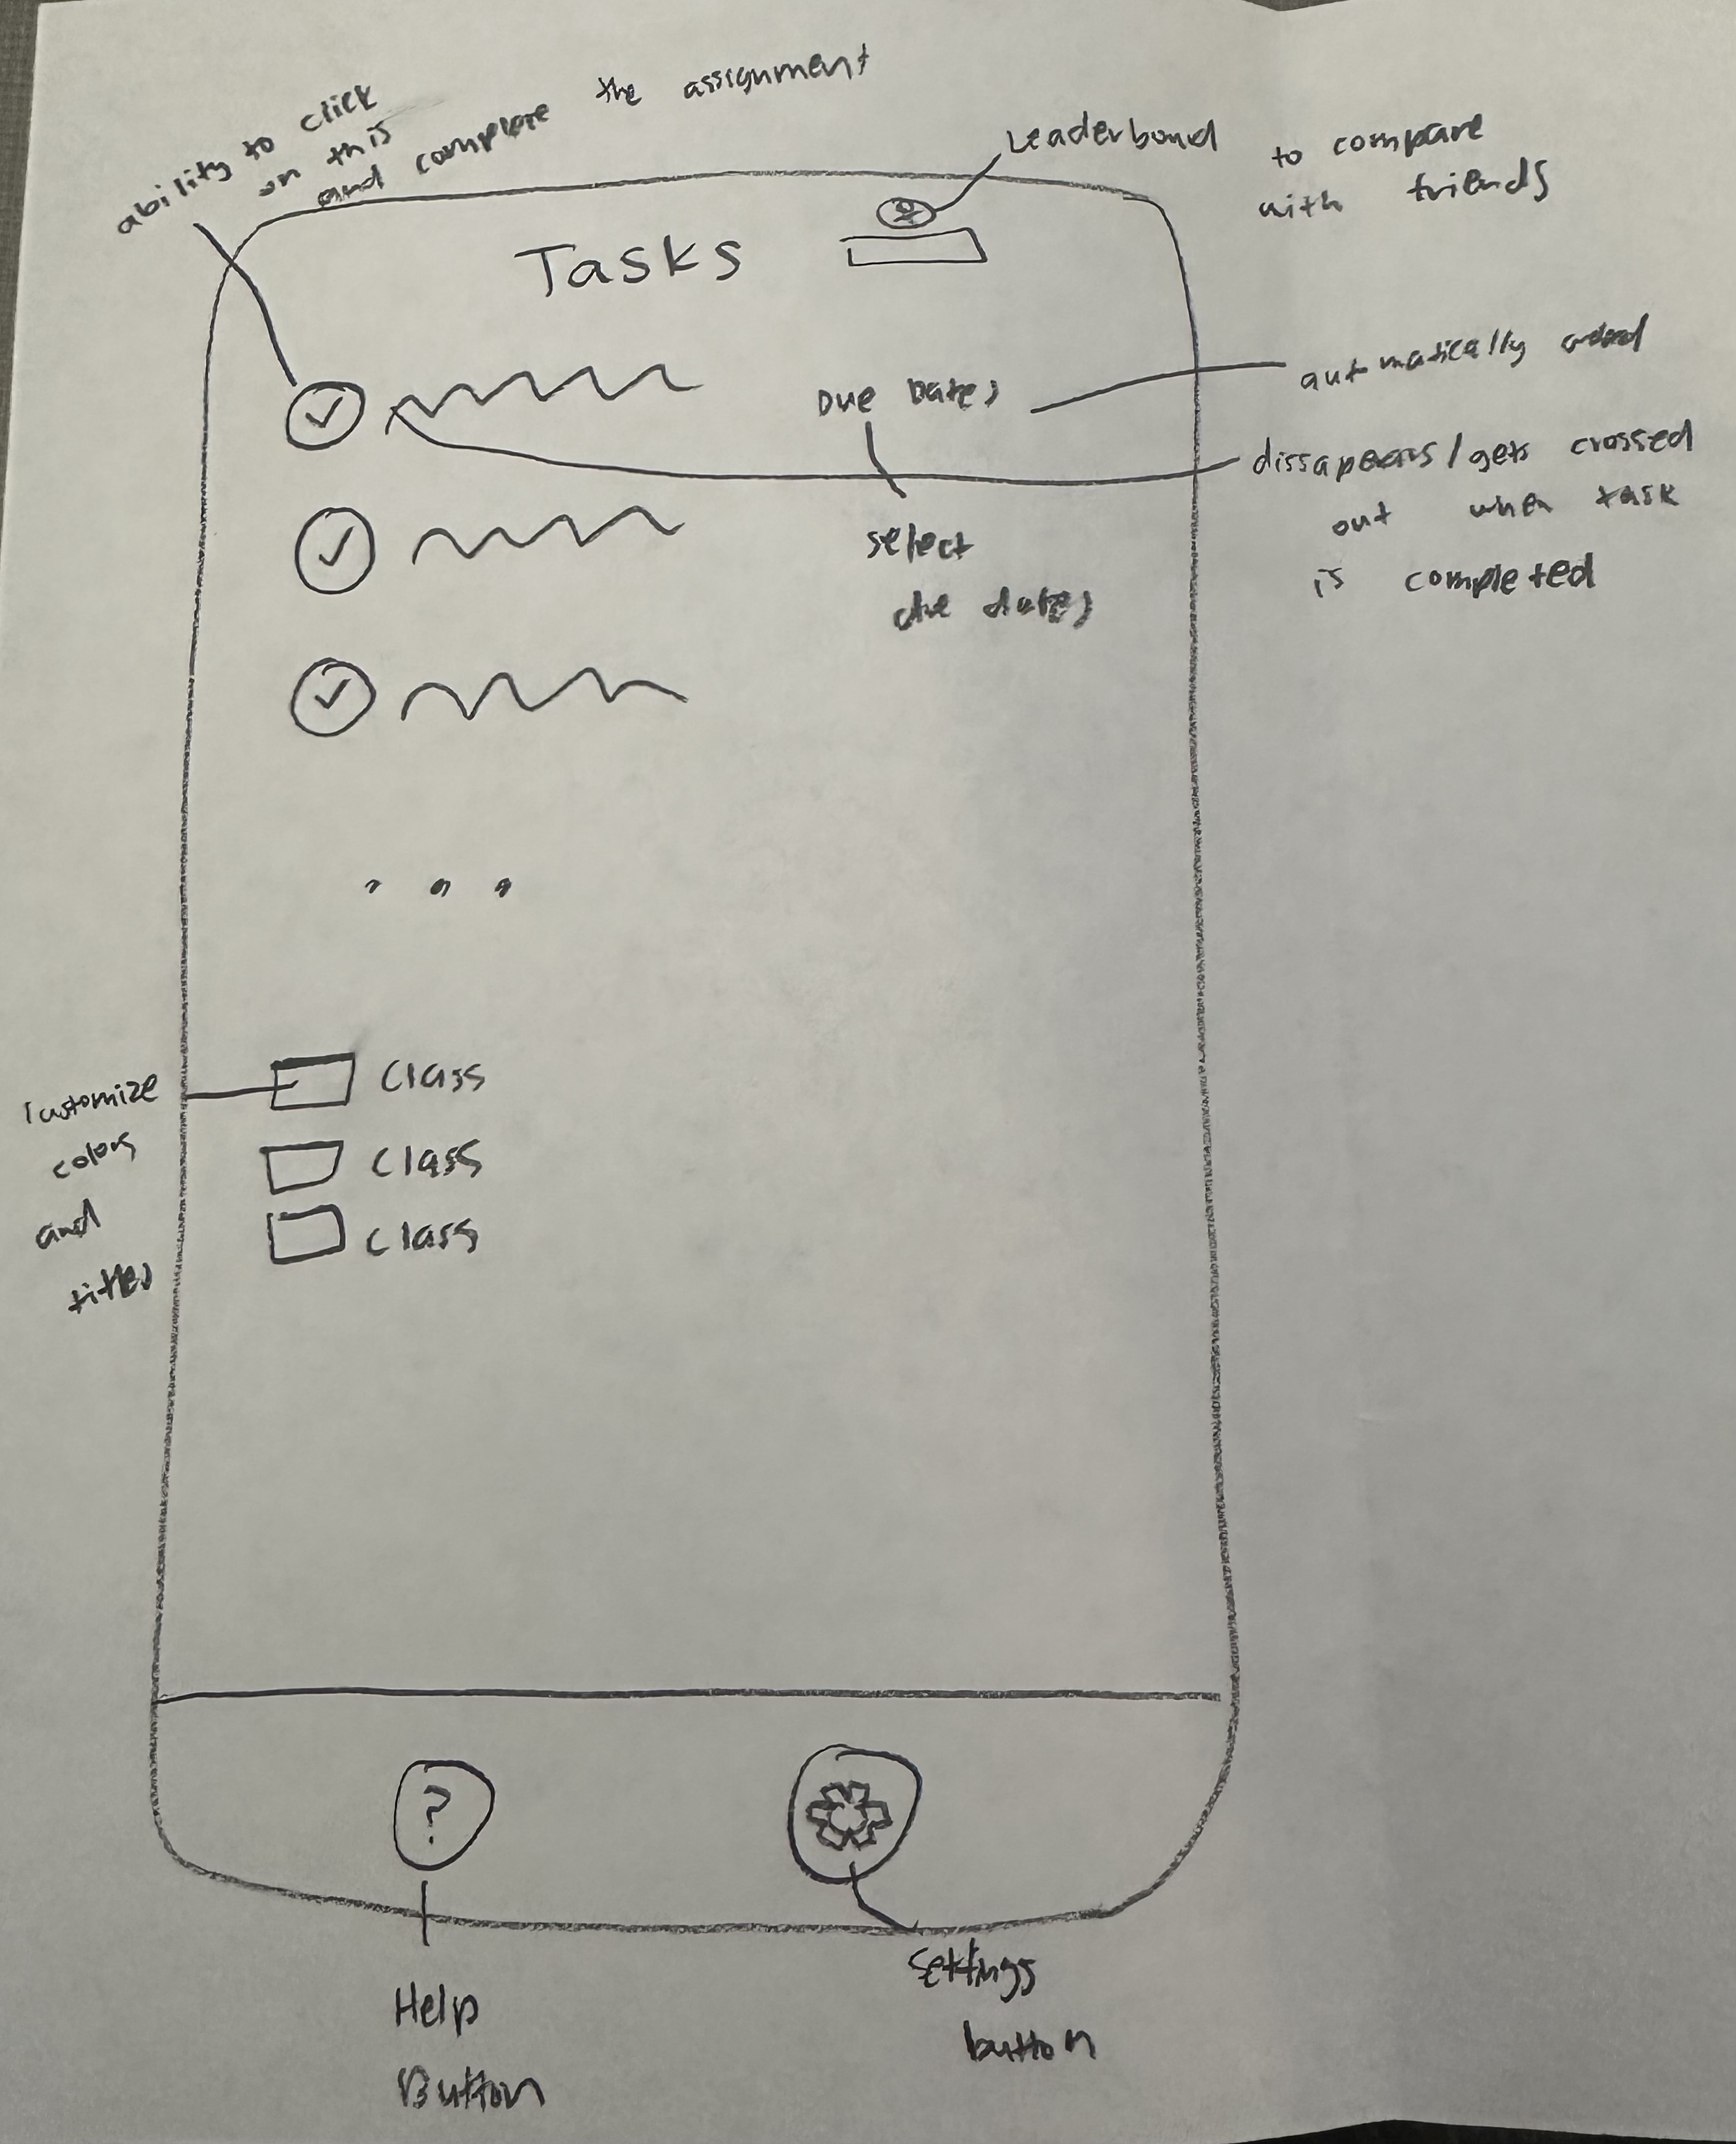 ability to click
on this
and complete the assignment
Leaderboard to compare
with friends
Tasks
Due Dates
automatically added
dissapears/gets crossed
out when task
is completed
select
due dates
class
class
class
customize
colors
and
titles
?
Help
Button
settings
button